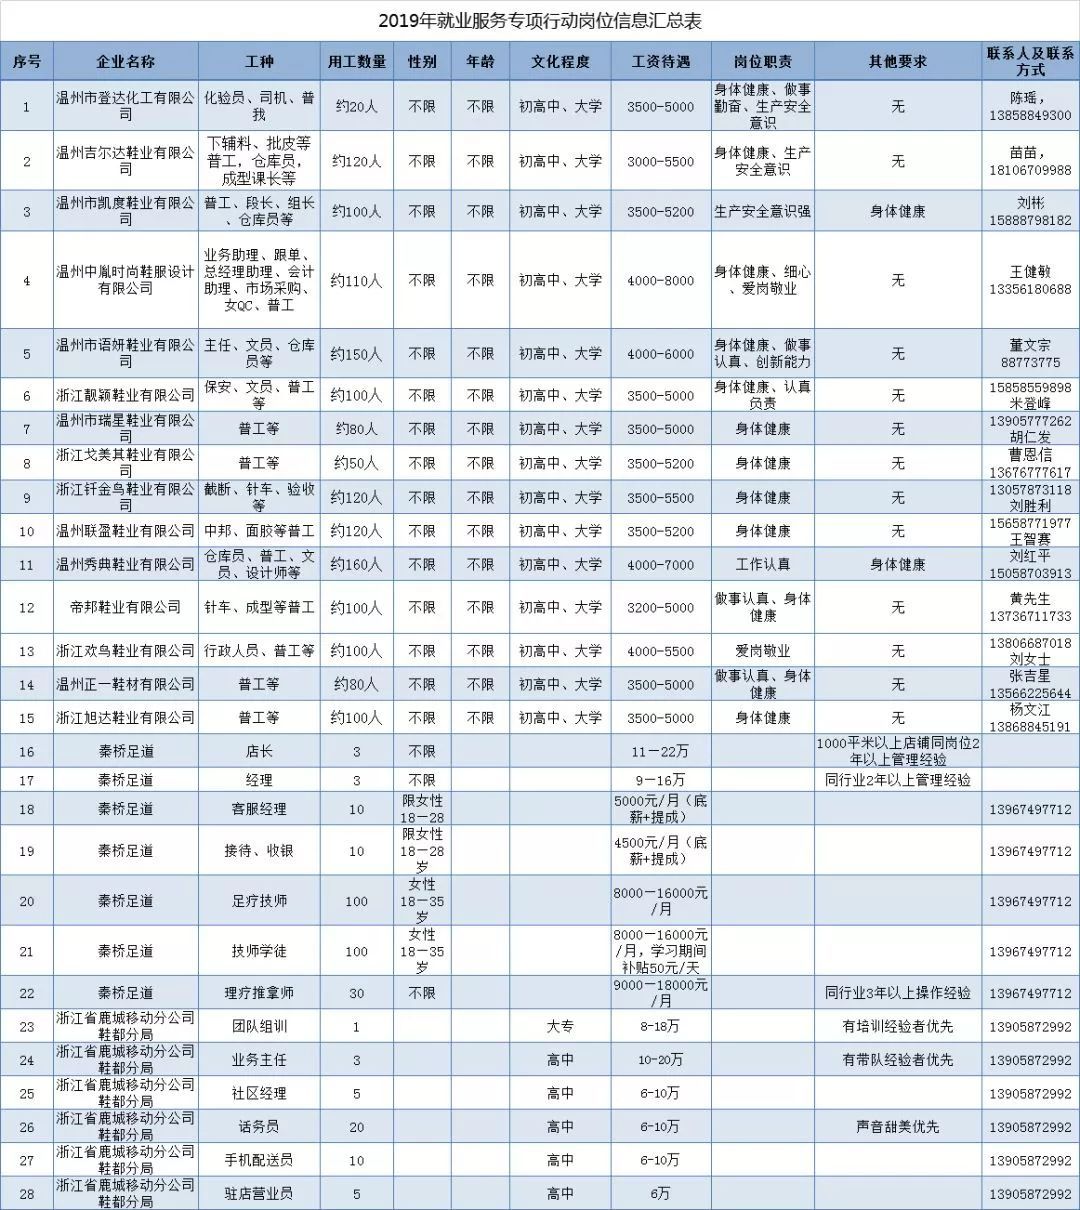 2019年就业服务专项行动岗位信息汇总表
序号 企业名称 工种 用工数量 性别 年龄 文化程度 工资待遇 岗位职责 其他要求 联系人及联系方式
1 温州市登达化工有限公司 化验员、司机、普我 约20人 不限 不限 初高中、大学 3500-5000 身体健康、做事勤奋、生产安全意识 无 陈瑶，13858849300
2 温州吉尔达鞋业有限公司 下辅料、批皮等普工，仓库员，成型课长等 约120人 不限 不限 初高中、大学 3000-5500 身体健康、生产安全意识 无 苗苗，18106709988
3 温州市凯度鞋业有限公司 普工、段长、组长、仓库员等 约100人 不限 不限 初高中、大学 3500-5200 生产安全意识强 身体健康 刘彬 15888798182
4 温州中胤时尚鞋服设计有限公司 业务助理、跟单、总经理助理、会计助理、市场采购、女QC、普工 约110人 不限 不限 初高中、大学 4000-8000 身体健康、细心、爱岗敬业 无 王健敏 13356180688
5 温州市语妍鞋业有限公司 主任、文员、仓库员等 约150人 不限 不限 初高中、大学 4000-6000 身体健康、做事认真、创新能力 无 董文宗 88773775
6 浙江靓颖鞋业有限公司 保安、文员、普工等 约100人 不限 不限 初高中、大学 3500-5000 身体健康、认真负责 无 15858559898 米登峰
7 温州市瑞星鞋业有限公司 普工等 约80人 不限 不限 初高中、大学 3500-5000 身体健康 无 13905777262 胡仁发
8 浙江戈美其鞋业有限公司 普工等 约50人 不限 不限 初高中、大学 3500-5200 身体健康 无 曹恩信 13676777617
9 浙江钎金鸟鞋业有限公司 截断、针车、验收等 约120人 不限 不限 初高中、大学 3500-5500 身体健康 无 13057873118 刘胜利
10 温州联盈鞋业有限公司 中邦、面胶等普工 约120人 不限 不限 初高中、大学 3500-5200 身体健康 无 15658771977 王智赛
11 温州秀典鞋业有限公司 仓库员、普工、文员、设计师等 约160人 不限 不限 初高中、大学 4000-7000 工作认真 身体健康 刘红平 15058703913
12 帝邦鞋业有限公司 针车、成型等普工 约100人 不限 不限 初高中、大学 3200-5000 做事认真、身体健康 无 黄先生 13736711733
13 浙江欢鸟鞋业有限公司 行政人员、普工等 约100人 不限 不限 初高中、大学 4000-5500 爱岗敬业 无 13806687018 刘女士
14 温州正一鞋材有限公司 普工等 约80人 不限 不限 初高中、大学 3500-5000 做事认真、身体健康 无 张吉星 13566225644
15 浙江旭达鞋业有限公司 普工等 约100人 不限 不限 初高中、大学 3500-5000 身体健康 无 杨文江 13868845191
16 秦桥足道 店长 3 不限 11－22万 1000平米以上店铺同岗位2年以上管理经验
17 秦桥足道 经理 3 不限 9－16万 同行业2年以上管理经验
18 秦桥足道 客服经理 10 限女性18－28 5000元/月（底薪+提成） 13967497712
19 秦桥足道 接待、收银 10 限女性18－28岁 4500元/月（底薪+提成） 13967497712
20 秦桥足道 足疗技师 100 女性18－35岁 8000－16000元/月 13967497712
21 秦桥足道 技师学徒 100 女性18－35岁 8000－16000元/月，学习期间补贴50元/天 13967497712
22 秦桥足道 理疗推拿师 30 不限 9000－18000元/月 同行业3年以上操作经验 13967497712
23 浙江省鹿城移动分公司鞋都分局 团队组训 1 大专 8-18万 有培训经验者优先 13905872992
24 浙江省鹿城移动分公司鞋都分局 业务主任 3 高中 10-20万 有带队经验者优先 13905872992
25 浙江省鹿城移动分公司鞋都分局 社区经理 5 高中 6-10万 13905872992
26 浙江省鹿城移动分公司鞋都分局 话务员 20 高中 6-10万 声音甜美优先 13905872992
27 浙江省鹿城移动分公司鞋都分局 手机配送员 10 高中 6-10万 13905872992
28 浙江省鹿城移动分公司鞋都分局 驻店营业员 5 高中 6万 13905872992